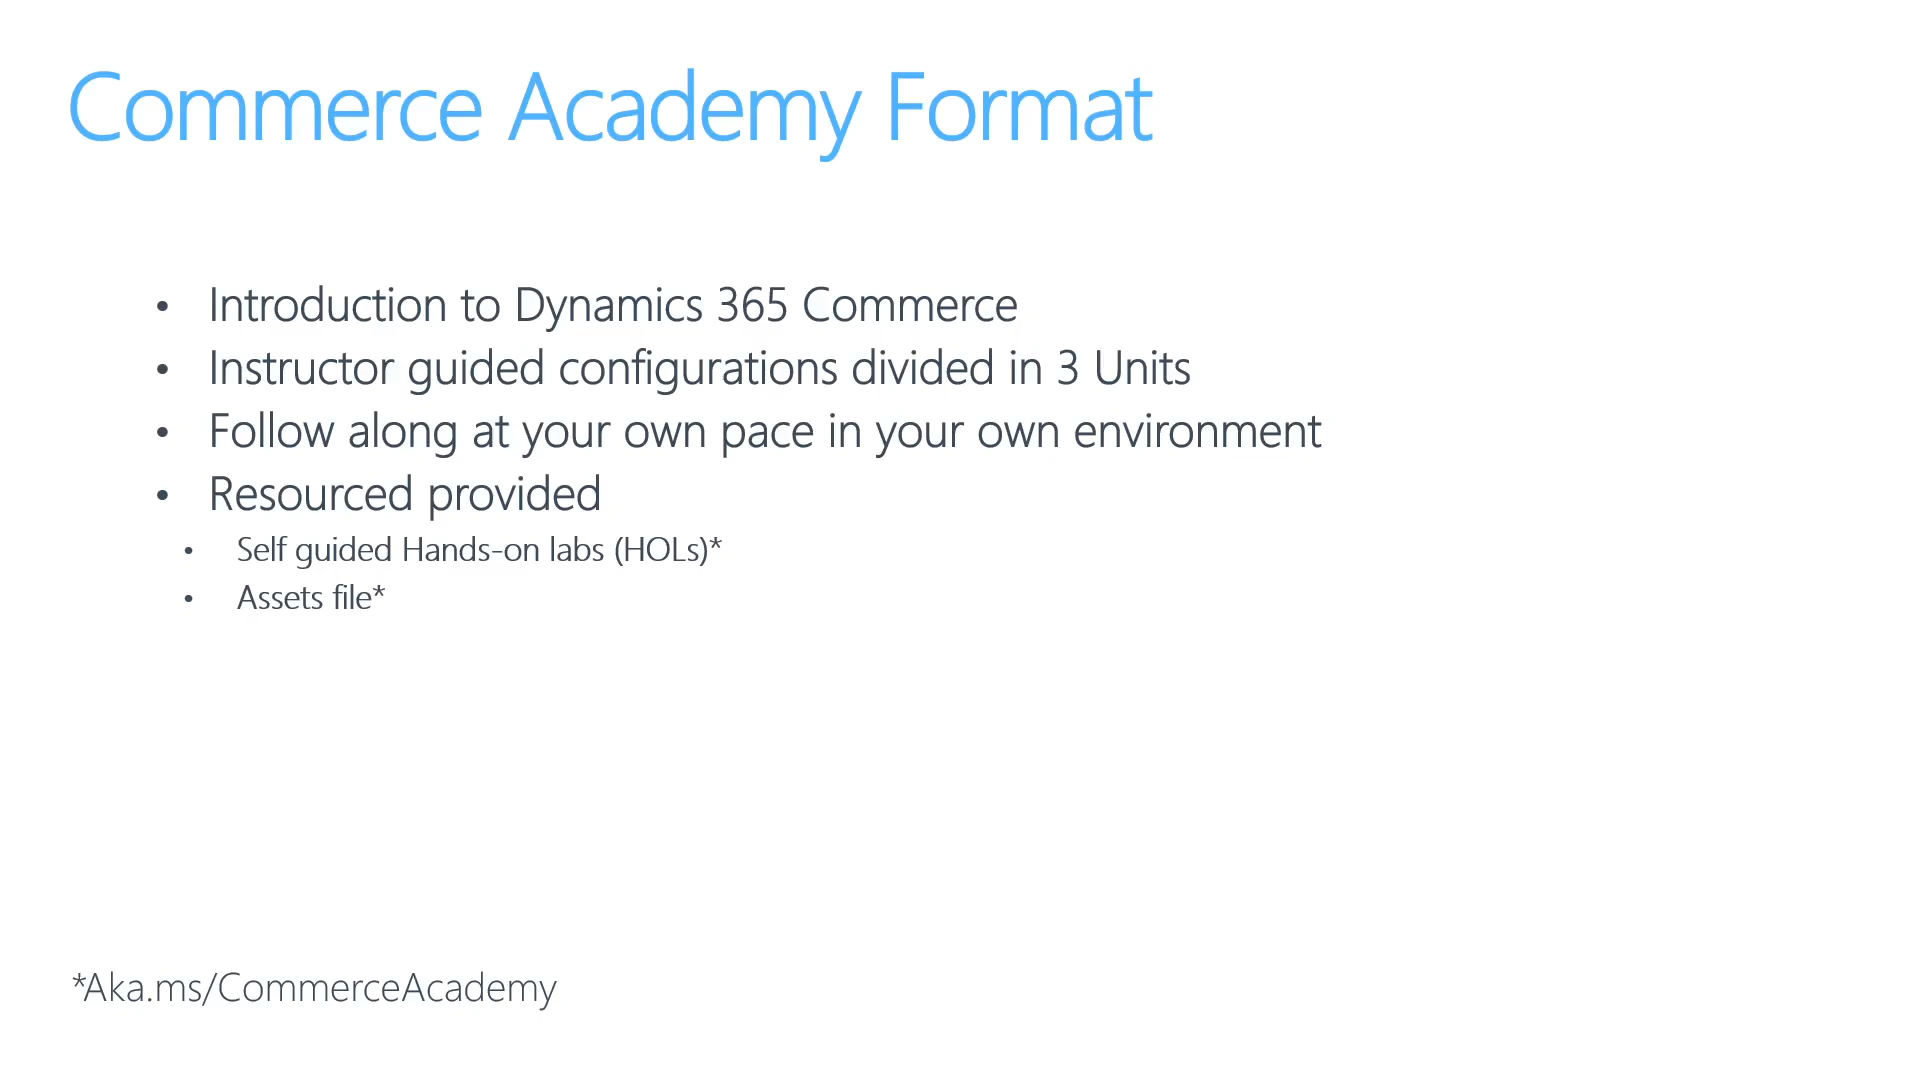 Commerce Academy Format
• Introduction to Dynamics 365 Commerce
• Instructor guided configurations divided in 3 Units
• Follow along at your own pace in your own environment
• Resourced provided
• Self guided Hands-on labs (HOLs)*
• Assets file*
*Aka.ms/CommerceAcademy